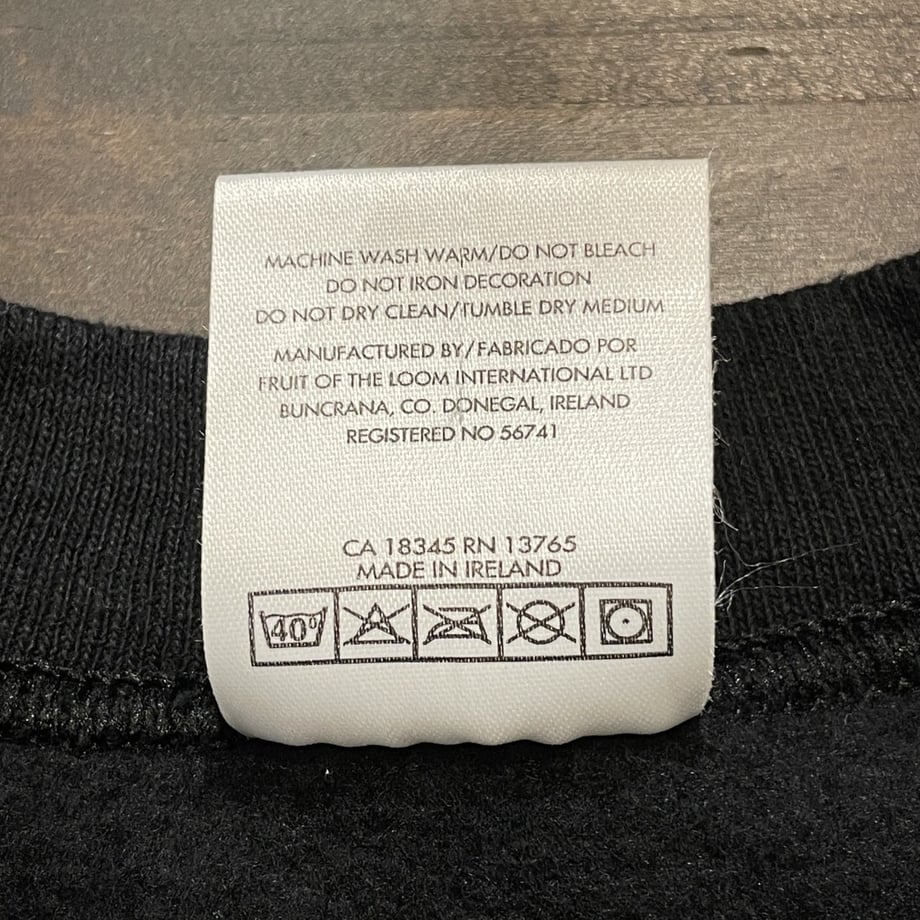 MACHINE WASH WARM/DO NOT BLEACH
DO NOT IRON DECORATION
DO NOT DRY CLEAN/TUMBLE DRY MEDIUM
MANUFACTURED BY/FABRICADO POR
FRUIT OF THE LOOM INTERNATIONAL LTD
BUNCRANA, CO. DONEGAL, IRELAND
REGISTERED NO 56741
CA 18345 RN 13765
MADE IN IRELAND
40°